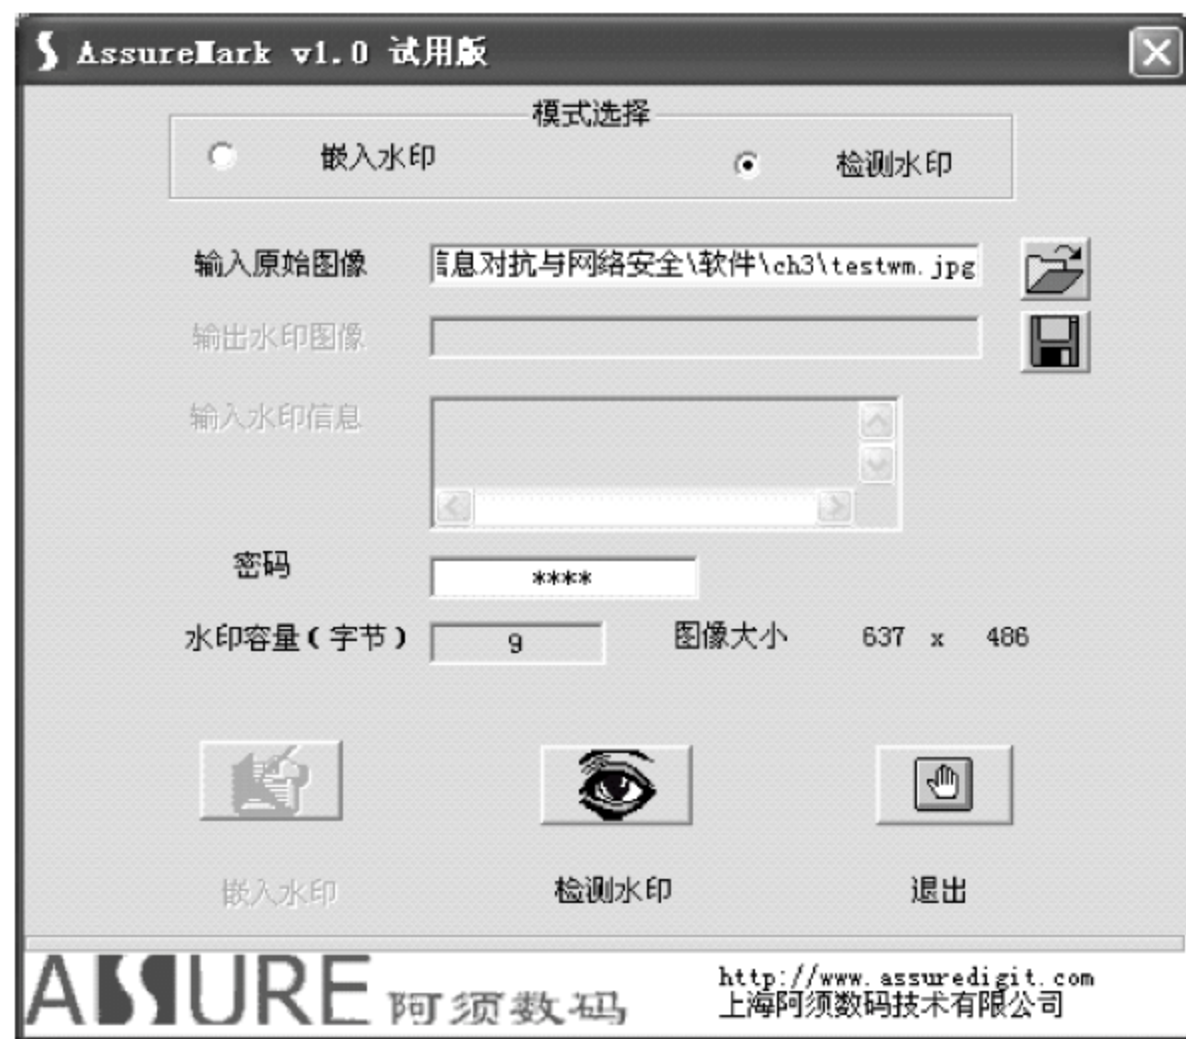 AssureMark v1.0 试用版
模式选择
嵌入水印
检测水印
输入原始图像
息对抗与网络安全\软件\ch3\testwm.jpg
输出水印图像
输入水印信息
密码
****
水印容量(字节)
9
图像大小
637 x 486
嵌入水印
检测水印
退出
ASSURE 阿须数码
http://www.assuredigit.com
上海阿须数码技术有限公司